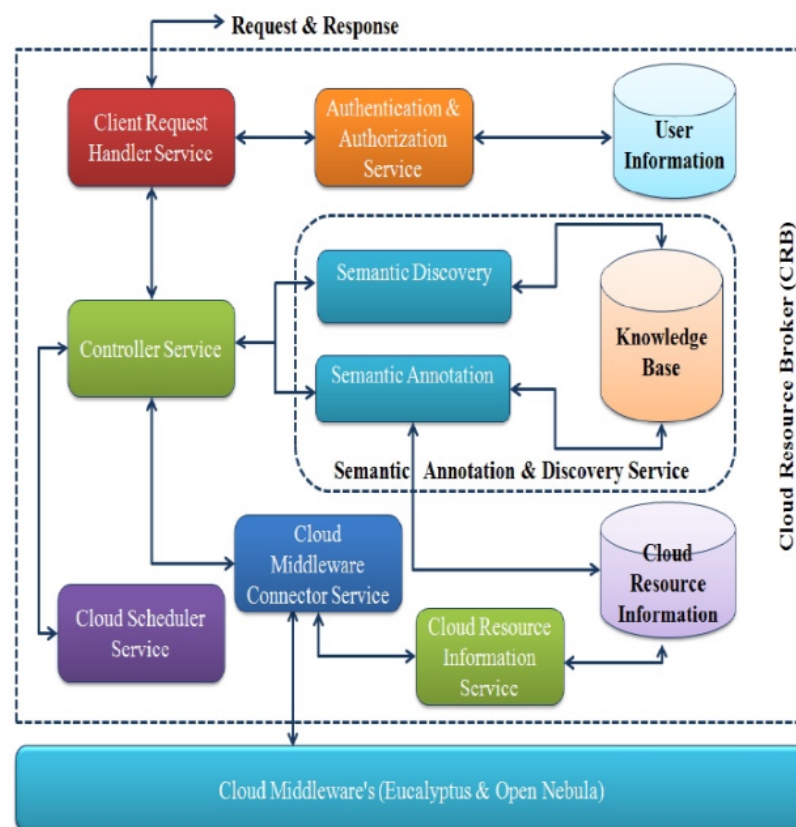 Request & Response
Client Request
Handler Service
Authentication &
Authorization
Service
User
Information
Semantic Discovery
Controller Service
Knowledge
Base
Semantic Annotation
Semantic Annotation & Discovery Service
Cloud Resource Broker (CRB)
Cloud
Middleware
Connector Service
Cloud
Resource
Information
Cloud Scheduler
Service
Cloud Resource
Information
Service
Cloud Middleware's (Eucalyptus & Open Nebula)